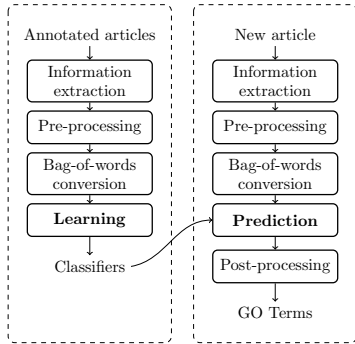 Annotated articles
Information
extraction
Pre-processing
Bag-of-words
conversion
Learning
Classifiers
New article
Information
extraction
Pre-processing
Bag-of-words
conversion
Prediction
Post-processing
GO Terms